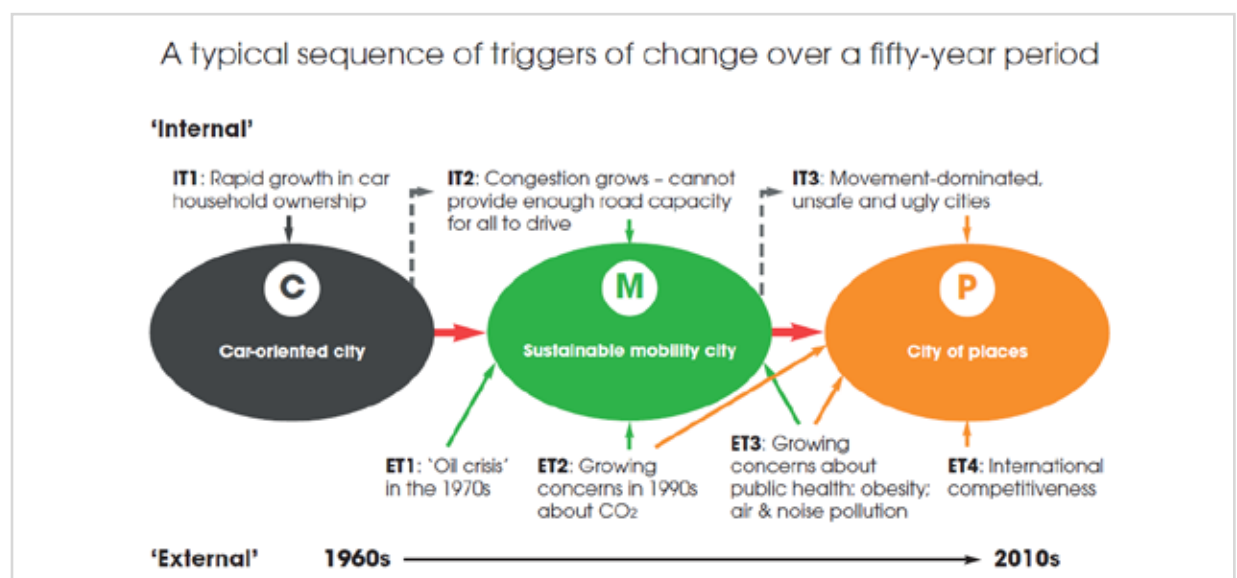 A typical sequence of triggers of change over a fifty-year period
'Internal'
IT1: Rapid growth in car
household ownership
IT2: Congestion grows – cannot
provide enough road capacity
for all to drive
IT3: Movement-dominated,
unsafe and ugly cities
C
Car-oriented city
M
Sustainable mobility city
P
City of places
ET1: 'Oil crisis'
in the 1970s
ET2: Growing
concerns in 1990s
about CO₂
ET3: Growing
concerns about
public health: obesity;
air & noise pollution
ET4: International
competitiveness
'External'
1960s
2010s